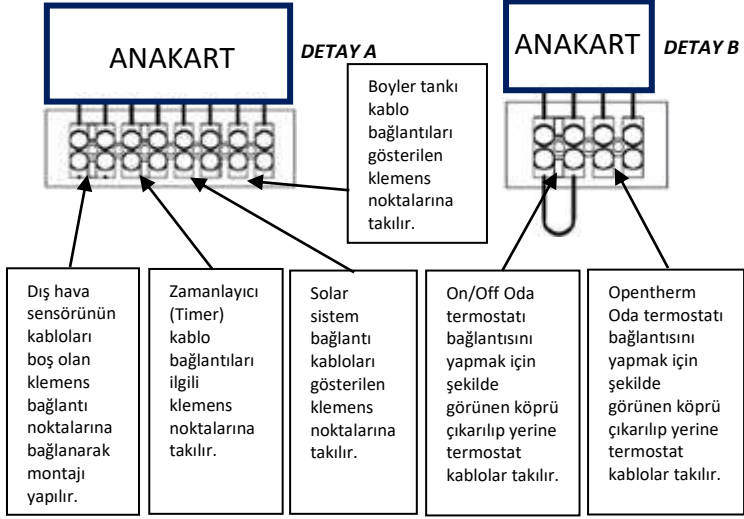 ANAKART
DETAY A
ANAKART
DETAY B
Boyler tankı
kablo
bağlantıları
gösterilen
klemens
noktalarına
takılır.
Dış hava
sensörünün
kabloları
boş olan
klemens
bağlantı
noktalarına
bağlanarak
montajı
yapılır.
Zamanlayıcı
(Timer)
kablo
bağlantıları
ilgili
klemens
noktalarına
takılır.
Solar
sistem
bağlantı
kabloları
gösterilen
klemens
noktalarına
takılır.
On/Off Oda
termostatı
bağlantısını
yapmak için
şekilde
görünen köprü
çıkarılıp yerine
termostat
kablolar takılır.
Opentherm
Oda termostatı
bağlantısını
yapmak için
şekilde
görünen köprü
çıkarılıp yerine
termostat
kablolar takılır.